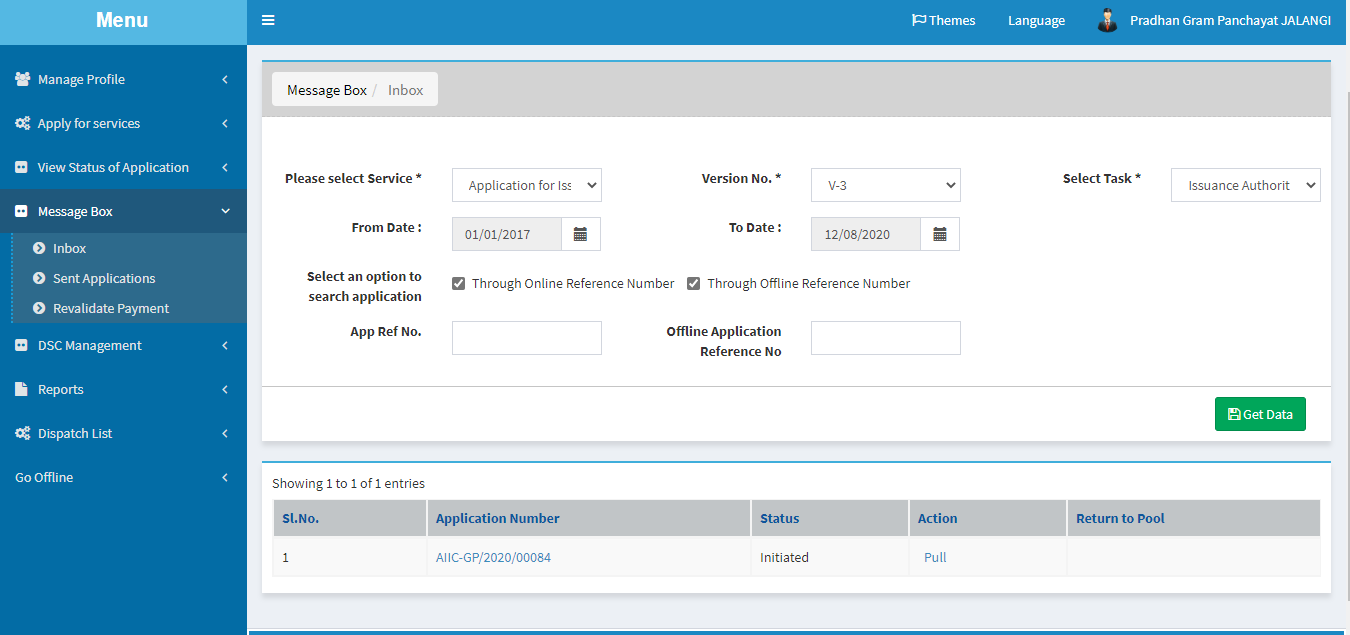 Menu
Themes Language Pradhan Gram Panchayat JALANGI
Manage Profile
Apply for services
View Status of Application
Message Box
Inbox
Sent Applications
Revalidate Payment
DSC Management
Reports
Dispatch List
Go Offline
Message Box / Inbox
Please select Service * Application for Iss Version No. * V-3 Select Task * Issuance Authorit
From Date : 01/01/2017 To Date : 12/08/2020
Select an option to
search application
Through Online Reference Number Through Offline Reference Number
App Ref No. Offline Application
Reference No
Get Data
Showing 1 to 1 of 1 entries
Sl.No. Application Number Status Action Return to Pool
1 AIIC-GP/2020/00084 Initiated Pull